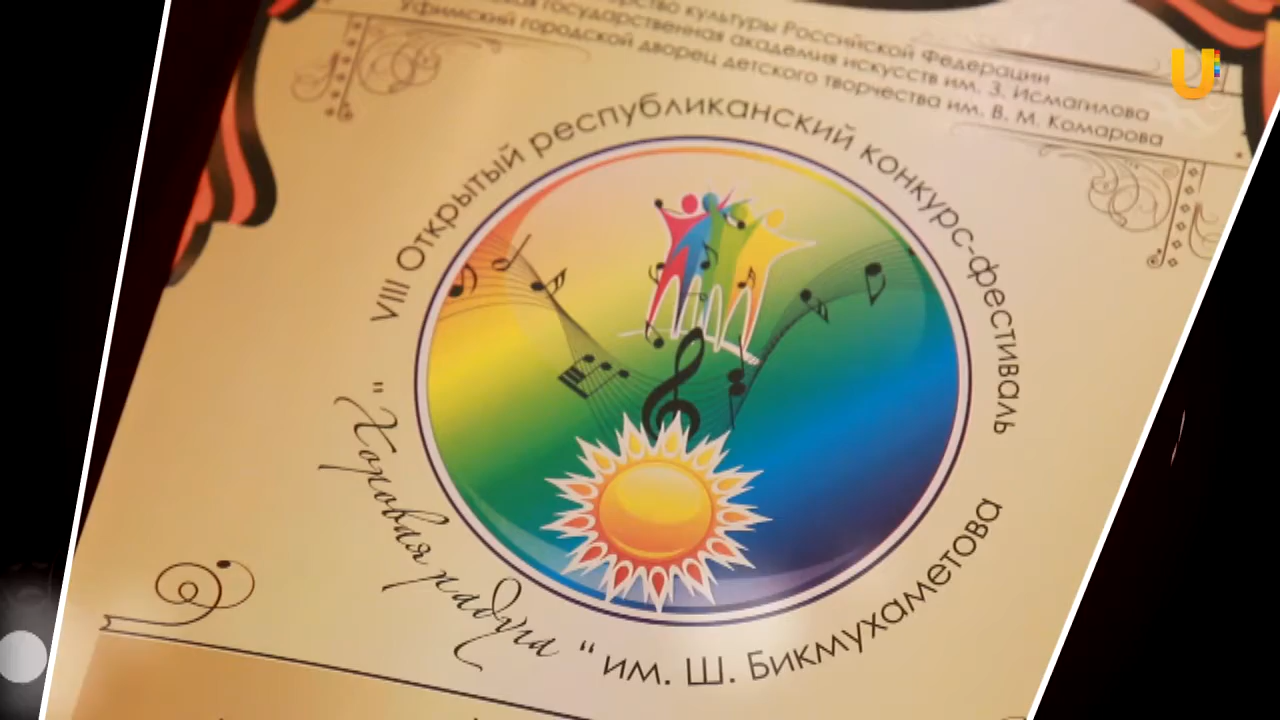 культуры Российской Федерации
государственная академия искусств им. З. Исмагилова
Уфимский городской дворец детского творчества им. В. М. Комарова
VIII Открытый республиканский конкурс-фестиваль
"Хоровая радуга" им. Ш. Бикмухаметова
U